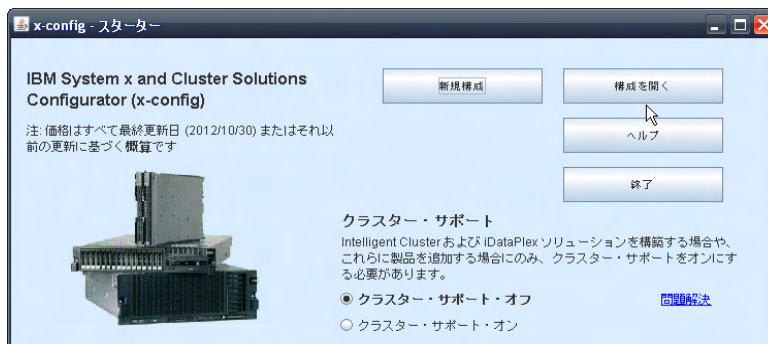 x-config - スターター
IBM System x and Cluster Solutions
Configurator (x-config)
注: 価格はすべて最終更新日 (2012/10/30) またはそれ以
前の更新に基づく概算です
新規構成
構成を開く
ヘルプ
終了
クラスター・サポート
Intelligent Cluster および iDataPlex ソリューションを構築する場合や、
これらに製品を追加する場合にのみ、クラスター・サポートをオンにす
る必要があります。
クラスター・サポート・オフ
問題解決
クラスター・サポート・オン